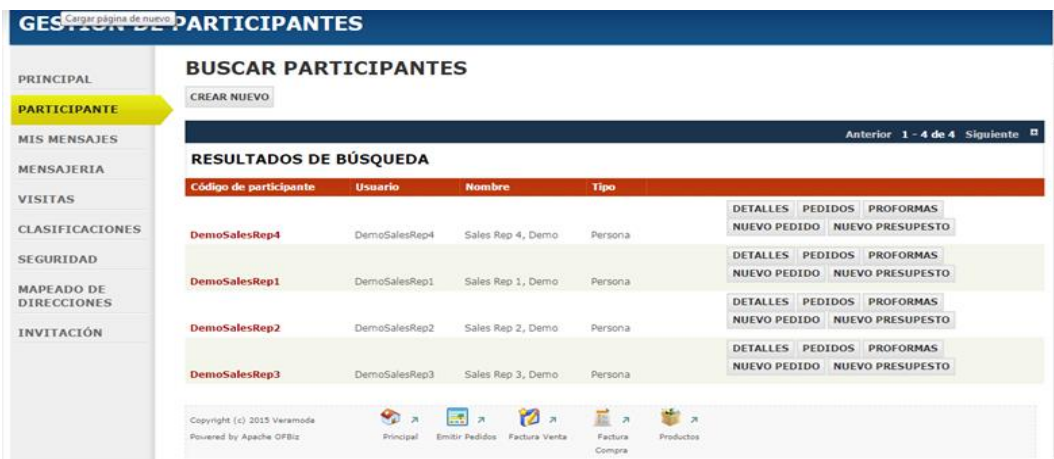 GESTIÓN DE PARTICIPANTES
Cargar página de nuevo
PRINCIPAL
PARTICIPANTE
MIS MENSAJES
MENSAJERIA
VISITAS
CLASIFICACIONES
SEGURIDAD
MAPEADO DE
DIRECCIONES
INVITACIÓN
BUSCAR PARTICIPANTES
CREAR NUEVO
Anterior 1 - 4 de 4 Siguiente
RESULTADOS DE BÚSQUEDA
Código de participante Usuario Nombre Tipo
DETALLES PEDIDOS PROFORMAS
NUEVO PEDIDO NUEVO PRESUPESTO
DemoSalesRep4 DemoSalesRep4 Sales Rep 4, Demo Persona
DETALLES PEDIDOS PROFORMAS
NUEVO PEDIDO NUEVO PRESUPESTO
DemoSalesRep1 DemoSalesRep1 Sales Rep 1, Demo Persona
DETALLES PEDIDOS PROFORMAS
NUEVO PEDIDO NUEVO PRESUPESTO
DemoSalesRep2 DemoSalesRep2 Sales Rep 2, Demo Persona
DETALLES PEDIDOS PROFORMAS
NUEVO PEDIDO NUEVO PRESUPESTO
DemoSalesRep3 DemoSalesRep3 Sales Rep 3, Demo Persona
Copyright (c) 2015 Veramoda
Powered by Apache OFBiz
Principal
Emitir Pedidos
Factura Venta
Factura
Compra
Productos